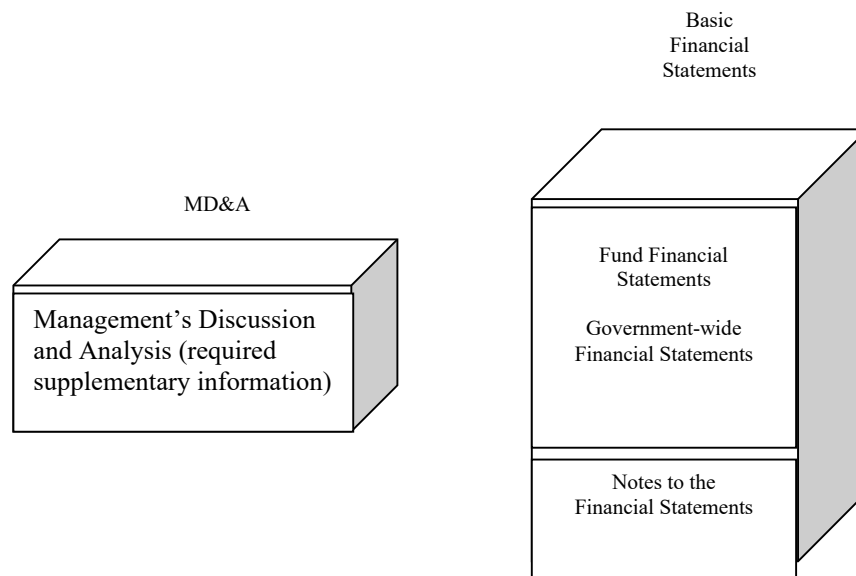 MD&A
Management’s Discussion
and Analysis (required
supplementary information)
Basic
Financial
Statements
Fund Financial
Statements
Government-wide
Financial Statements
Notes to the
Financial Statements